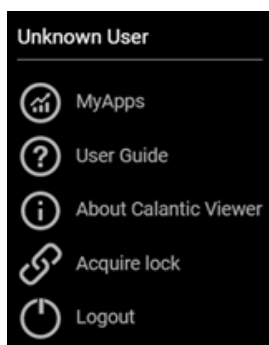 Unknown User
MyApps
User Guide
About Calantic Viewer
Acquire lock
Logout